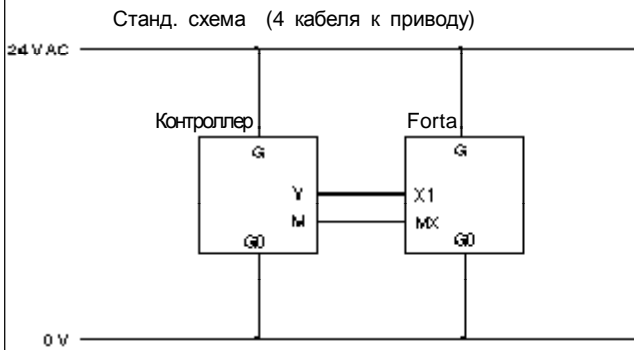 Станд. схема (4 кабеля к приводу)
24 V AC
Контроллер Forta
G G
Y X1
M MX
G0 G0
0 V